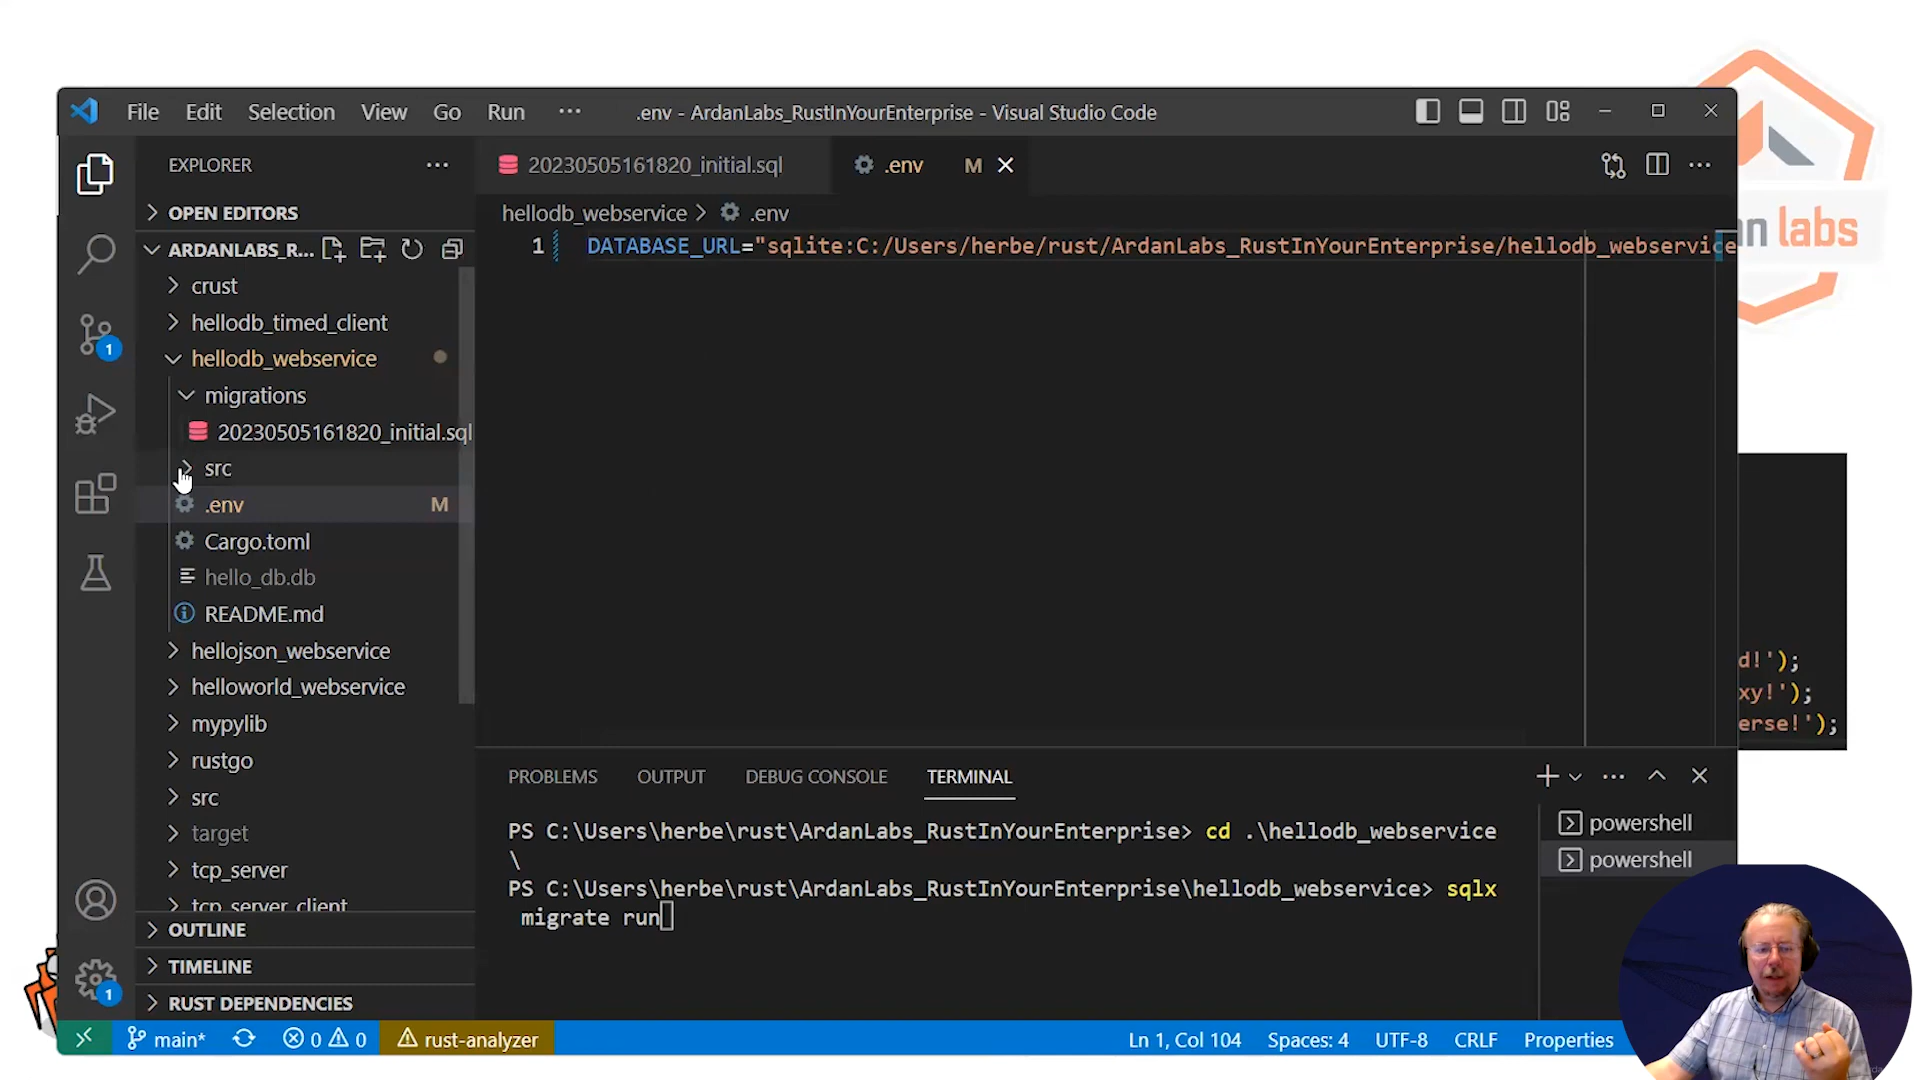 File Edit Selection View Go Run ··· .env - ArdanLabs_RustInYourEnterprise - Visual Studio Code
EXPLORER ···
20230505161820_initial.sql
.env M
OPEN EDITORS
hellodb_webservice > .env
ARDANLABS_R...
1 DATABASE_URL="sqlite:C:/Users/herbe/rust/ArdanLabs_RustInYourEnterprise/hellodb_webservice
labs
crust
hellodb_timed_client
hellodb_webservice
migrations
20230505161820_initial.sql
src
.env M
Cargo.toml
hello_db.db
README.md
hellojson_webservice
helloworld_webservice
mypylib
rustgo
src
target
tcp_server
tcp_server_client
OUTLINE
TIMELINE
RUST DEPENDENCIES
1
1
d!');
xy!');
erse!');
PROBLEMS OUTPUT DEBUG CONSOLE TERMINAL
PS C:\Users\herbe\rust\ArdanLabs_RustInYourEnterprise> cd .\hellodb_webservice
\
PS C:\Users\herbe\rust\ArdanLabs_RustInYourEnterprise\hellodb_webservice> sqlx
migrate run
powershell
powershell
main* 0 0 rust-analyzer Ln 1, Col 104 Spaces: 4 UTF-8 CRLF Properties